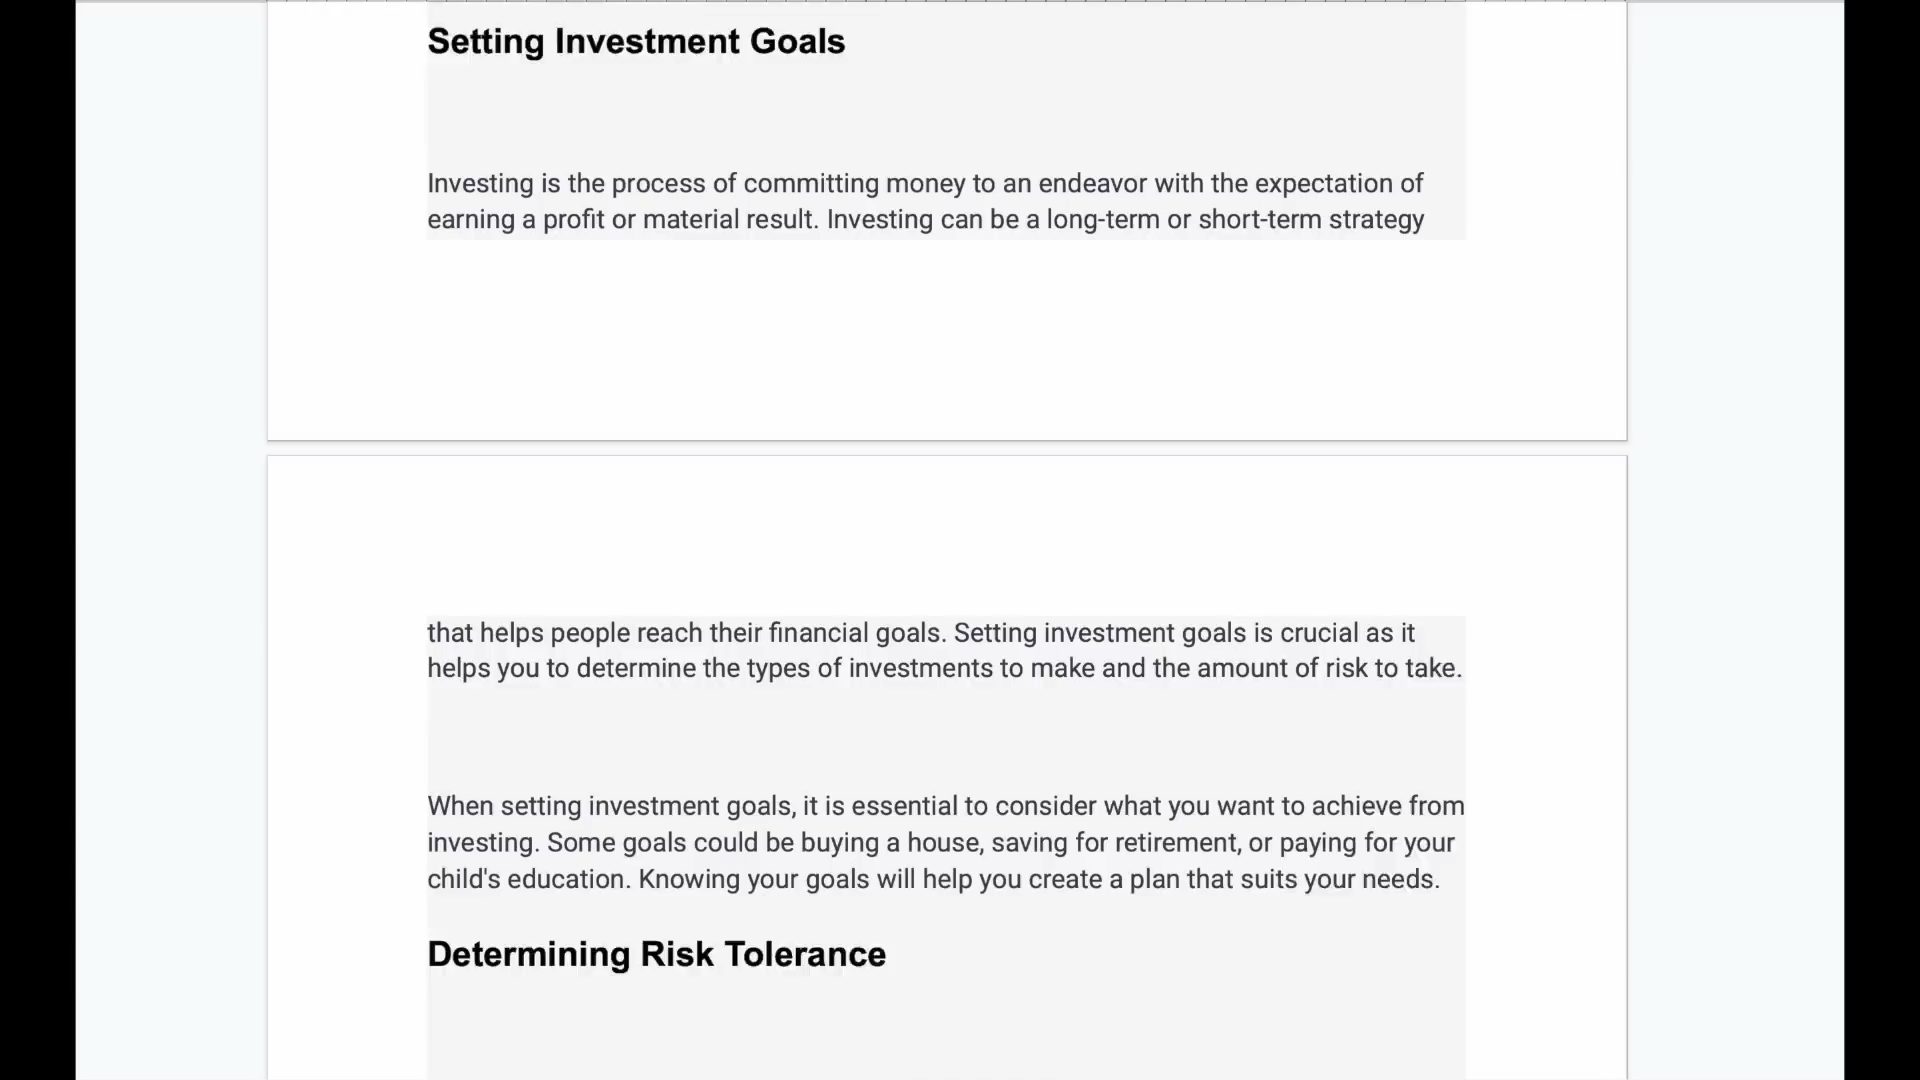 Setting Investment Goals
Investing is the process of committing money to an endeavor with the expectation of
earning a profit or material result. Investing can be a long-term or short-term strategy
that helps people reach their financial goals. Setting investment goals is crucial as it
helps you to determine the types of investments to make and the amount of risk to take.
When setting investment goals, it is essential to consider what you want to achieve from
investing. Some goals could be buying a house, saving for retirement, or paying for your
child's education. Knowing your goals will help you create a plan that suits your needs.
Determining Risk Tolerance